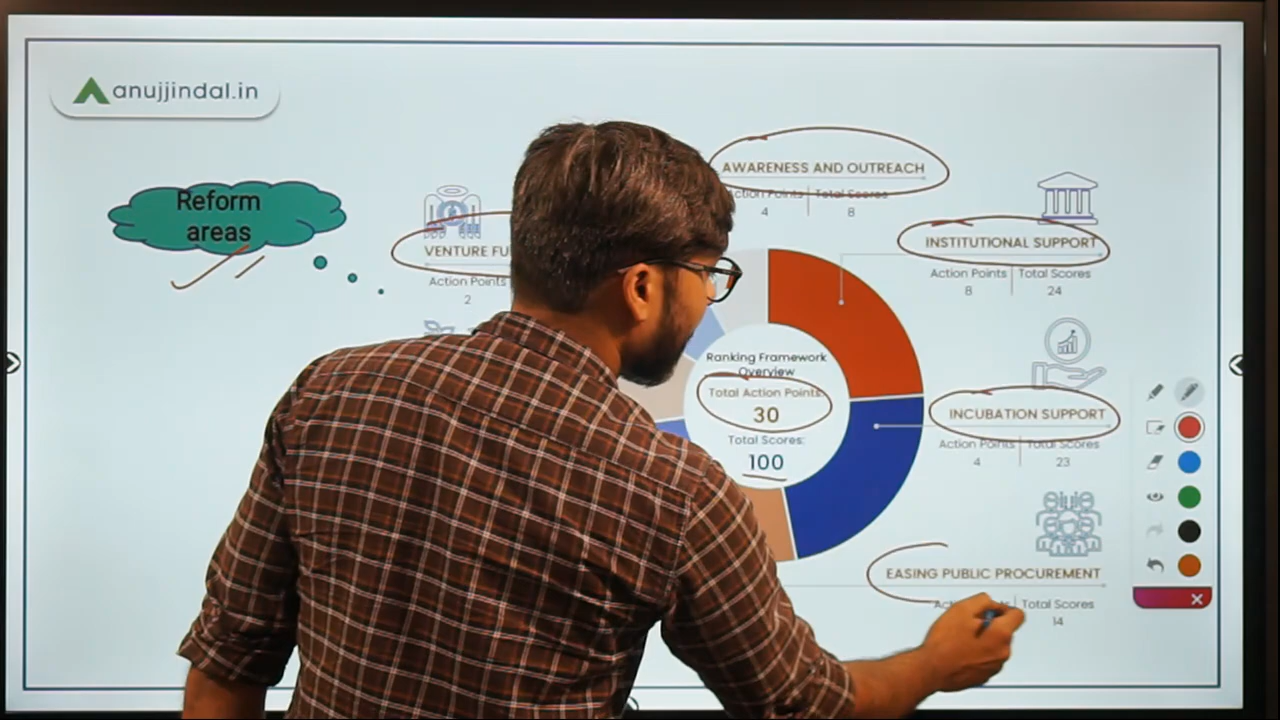 anujjindal.in
Reform
areas
AWARENESS AND OUTREACH
Action Points Total Scores
4 8
VENTURE
Action Points
2
INSTITUTIONAL SUPPORT
Action Points Total Scores
8 24
Ranking Framework
Overview
Total Action Points:
30
Total Scores:
100
INCUBATION SUPPORT
Action Points Total Scores
4 23
EASING PUBLIC PROCUREMENT
Total Scores
14